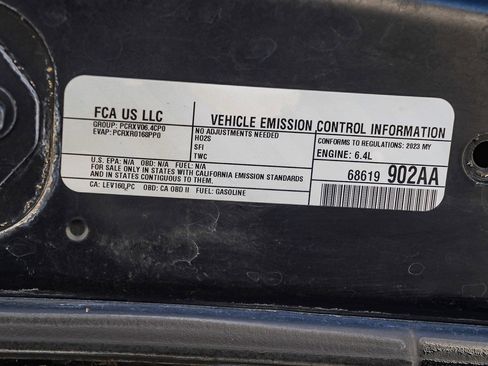 FCA US LLC
GROUP: PCRXV06.4CP0
EVAP: PCRXR0168PP0
VEHICLE EMISSION CONTROL INFORMATION
NO ADJUSTMENTS NEEDED
HO2S
SFI
TWC
CONFORMS TO REGULATIONS: 2023 MY
ENGINE: 6.4L
U.S. EPA: N/A OBD: N/A FUEL: N/A
FOR SALE ONLY IN STATES WITH CALIFORNIA EMISSION STANDARDS
AND IN STATES CONTIGUOUS TO THEM.
CA: LEV160,PC OBD: CA OBD II FUEL: GASOLINE
68619 902AA